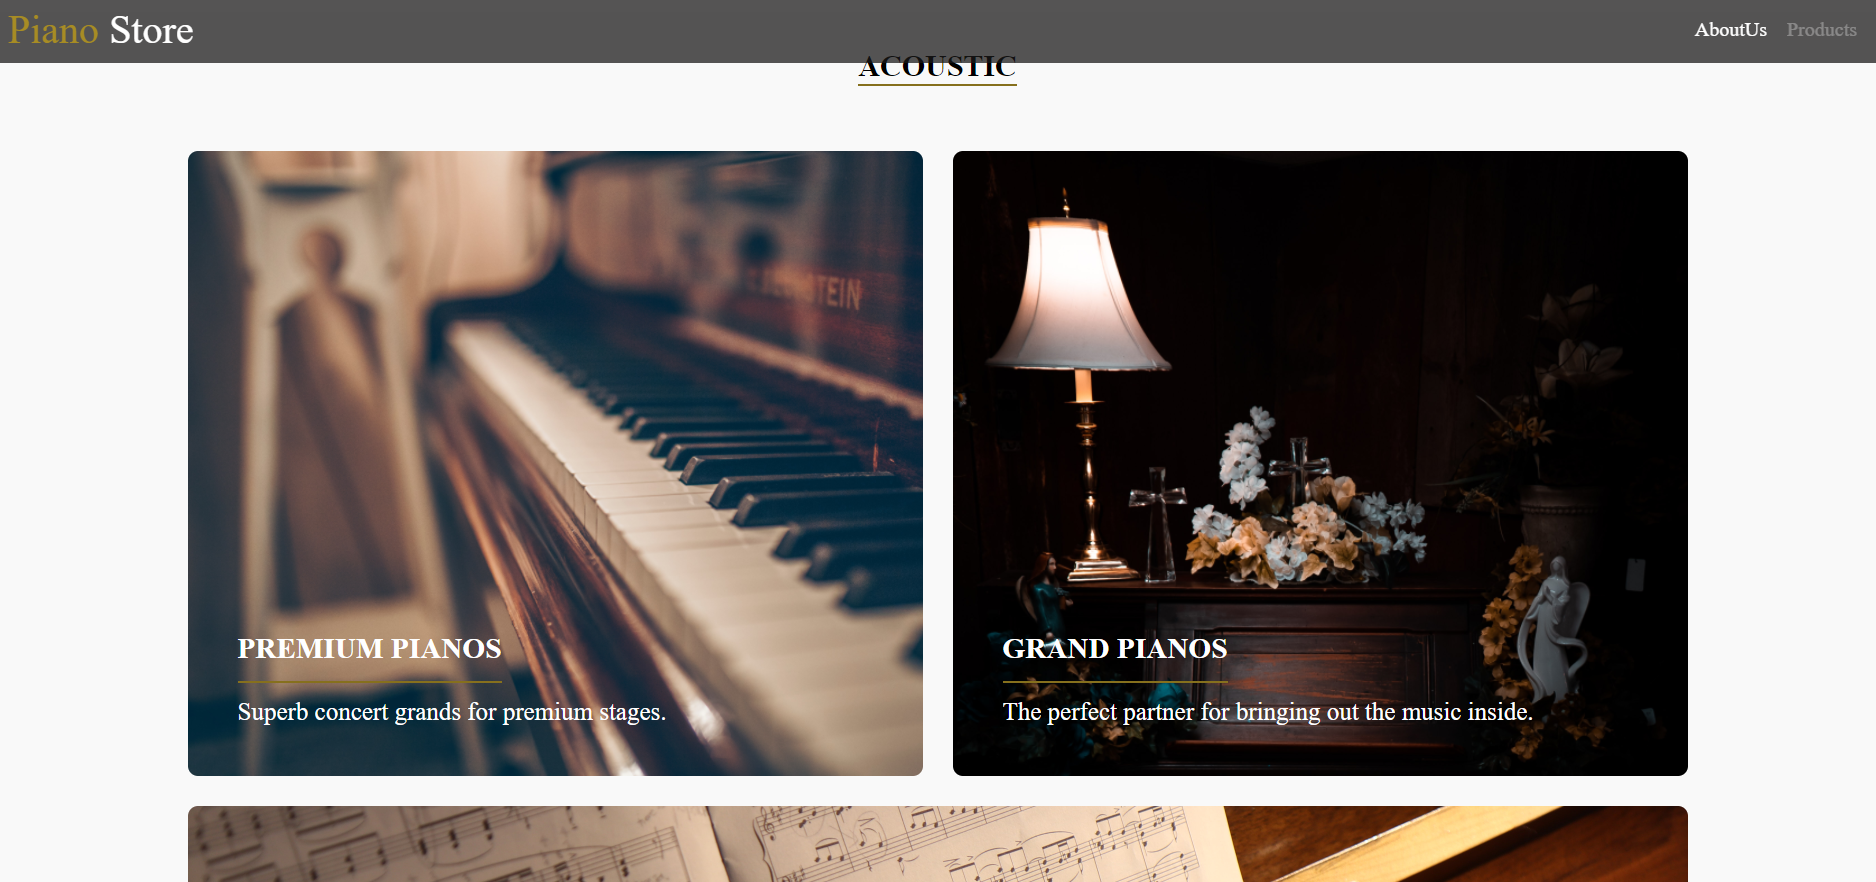 Piano Store
AboutUs Products
ACOUSTIC
PREMIUM PIANOS
Superb concert grands for premium stages.
GRAND PIANOS
The perfect partner for bringing out the music inside.